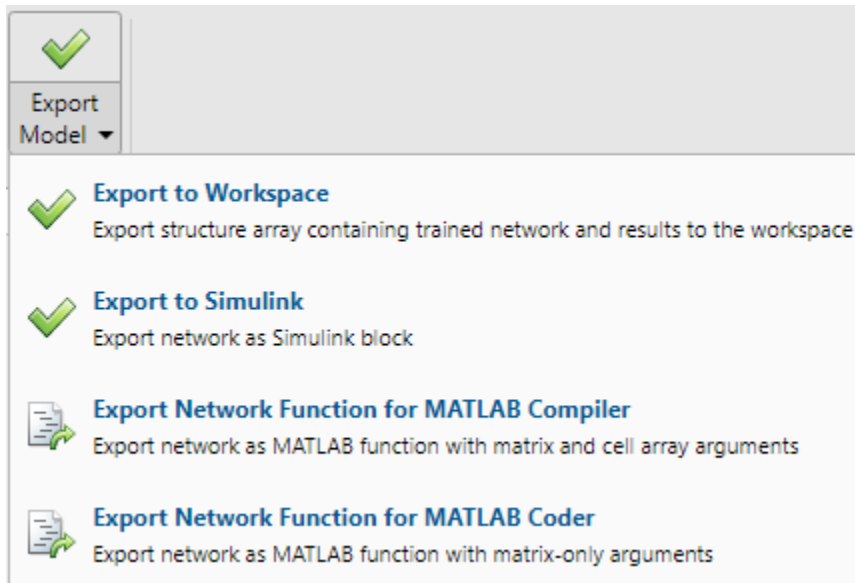 Export
Model
Export to Workspace
Export structure array containing trained network and results to the workspace
Export to Simulink
Export network as Simulink block
Export Network Function for MATLAB Compiler
Export network as MATLAB function with matrix and cell array arguments
Export Network Function for MATLAB Coder
Export network as MATLAB function with matrix-only arguments